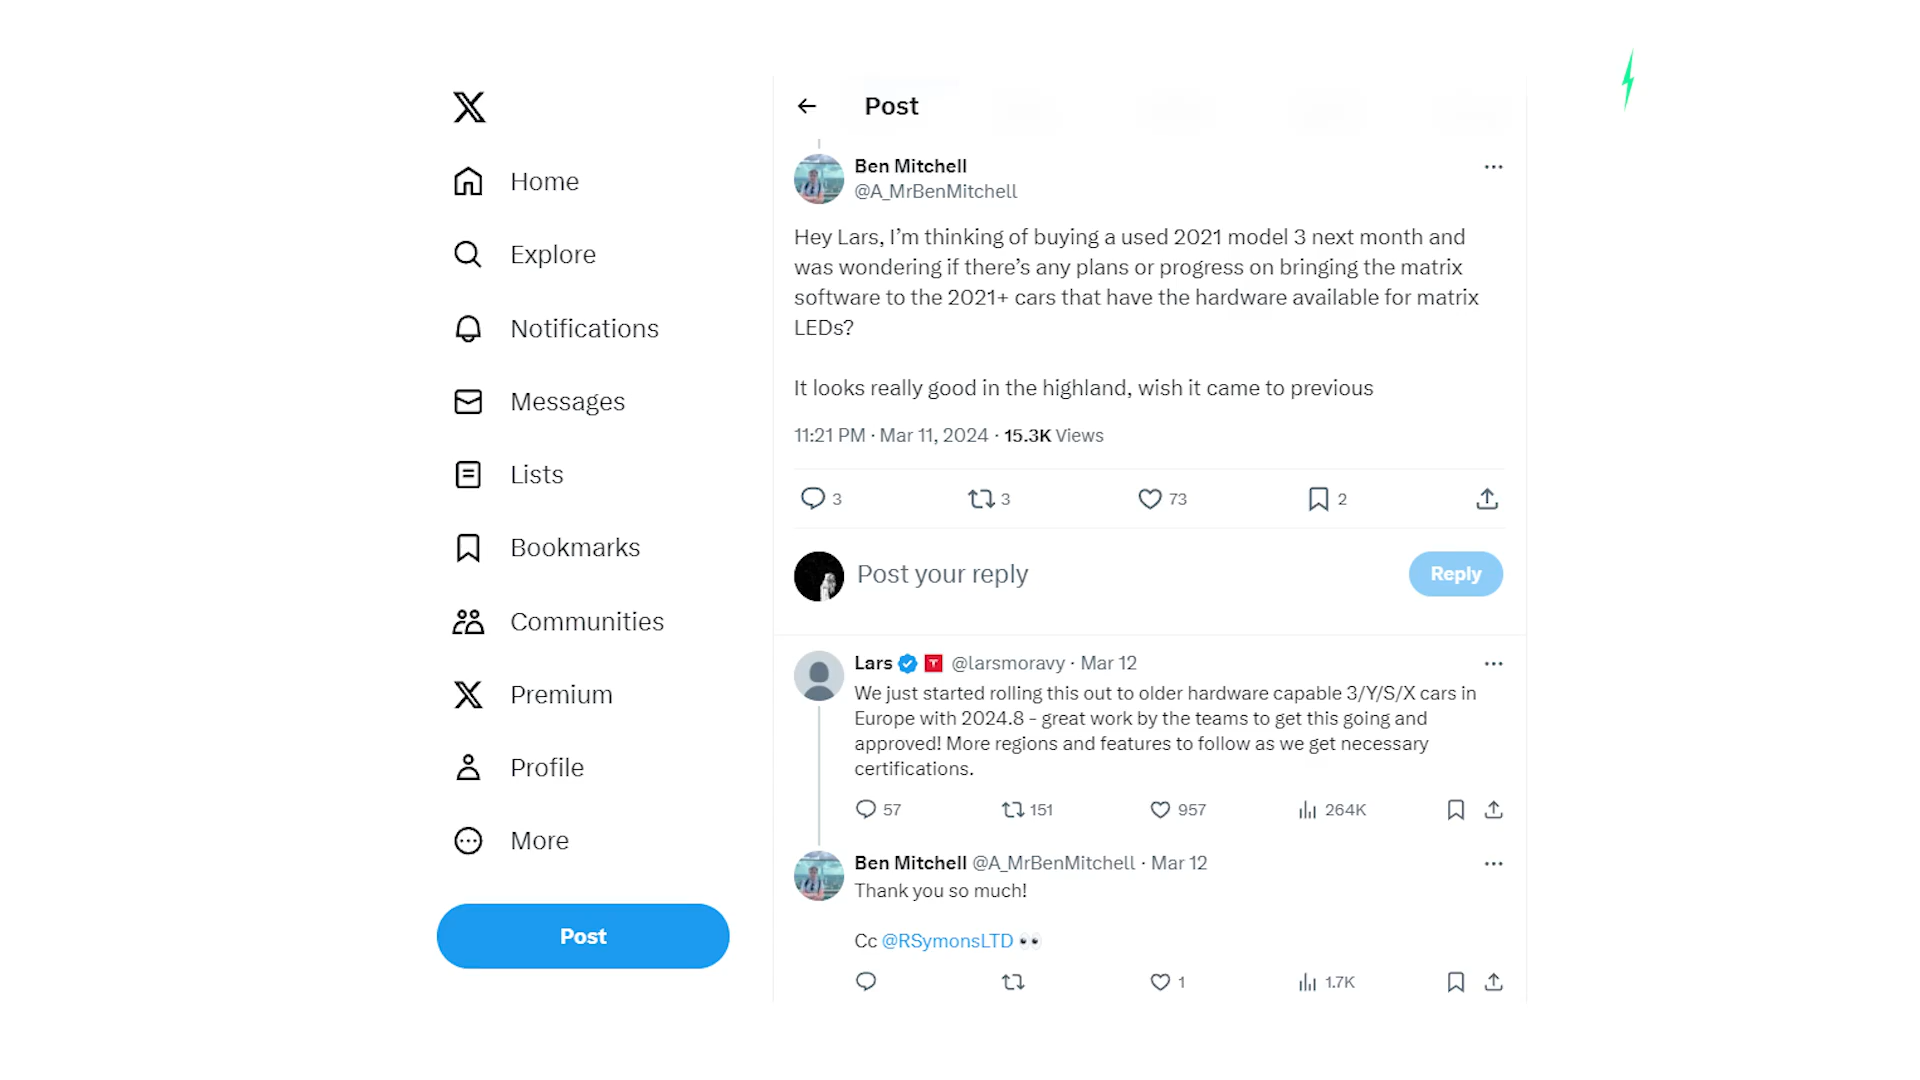 Home
Explore
Notifications
Messages
Lists
Bookmarks
Communities
Premium
Profile
More
Post
Post
Ben Mitchell
@A_MrBenMitchell
Hey Lars, I’m thinking of buying a used 2021 model 3 next month and
was wondering if there’s any plans or progress on bringing the matrix
software to the 2021+ cars that have the hardware available for matrix
LEDs?
It looks really good in the highland, wish it came to previous
11:21 PM · Mar 11, 2024 · 15.3K Views
3 3 73 2
Post your reply
Reply
Lars @larsmoravy · Mar 12
We just started rolling this out to older hardware capable 3/Y/S/X cars in
Europe with 2024.8 - great work by the teams to get this going and
approved! More regions and features to follow as we get necessary
certifications.
57 151 957 264K
Ben Mitchell @A_MrBenMitchell · Mar 12
Thank you so much!
Cc @RSymonsLTD 👀
1 1.7K